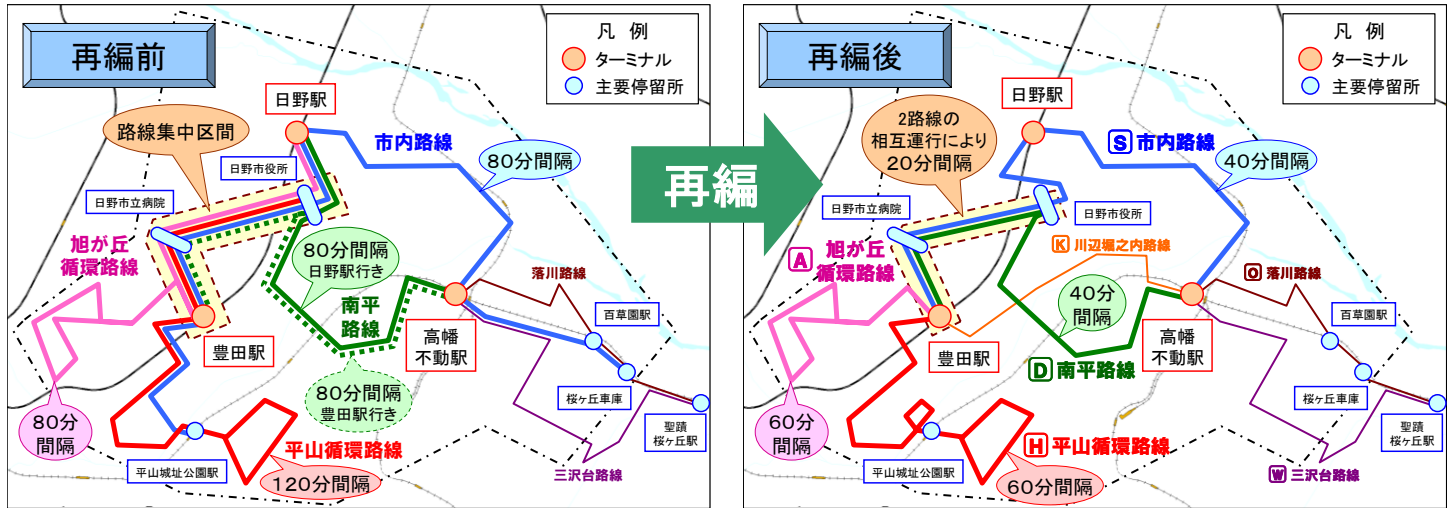 再編前
凡 例
ターミナル
主要停留所
日野駅
路線集中区間
市内路線
80分間隔
日野市役所
日野市立病院
旭が丘
循環路線
80分間隔
日野駅行き
南平
路線
落川路線
百草園駅
豊田駅
高幡
不動駅
80分間隔
豊田駅行き
桜ヶ丘車庫
聖蹟
桜ヶ丘駅
80分
間隔
平山循環路線
平山城址公園駅
120分間隔
三沢台路線
再編
再編後
凡 例
ターミナル
主要停留所
日野駅
2路線の
相互運行により
20分間隔
S 市内路線
40分間隔
日野市立病院
日野市役所
A 旭が丘
循環路線
K 川辺堀之内路線
O 落川路線
40分
間隔
百草園駅
豊田駅
高幡
不動駅
D 南平路線
桜ヶ丘車庫
聖蹟
桜ヶ丘駅
60分
間隔
H 平山循環路線
平山城址公園駅
60分間隔
W 三沢台路線